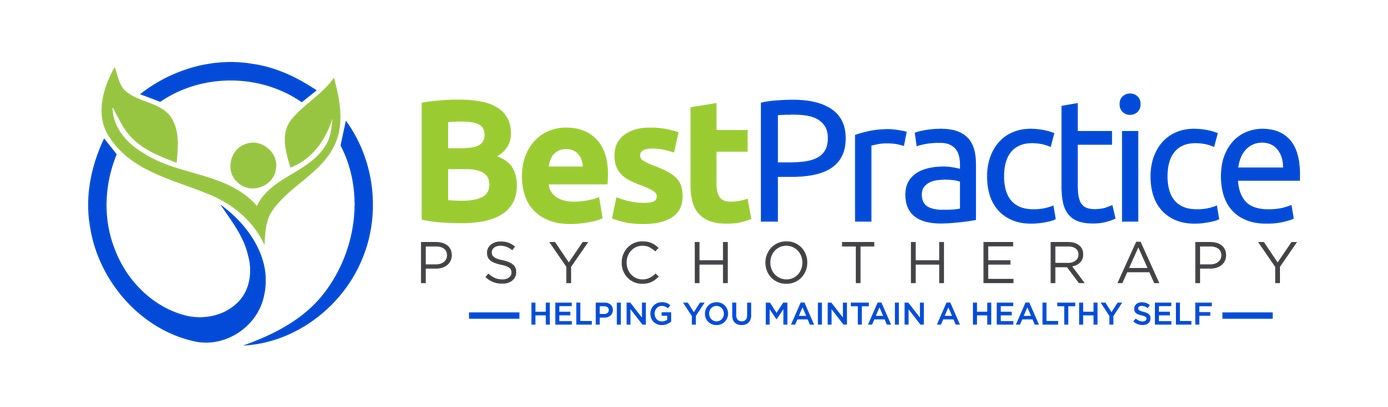 BestPractice
PSYCHOTHERAPY
HELPING YOU MAINTAIN A HEALTHY SELF